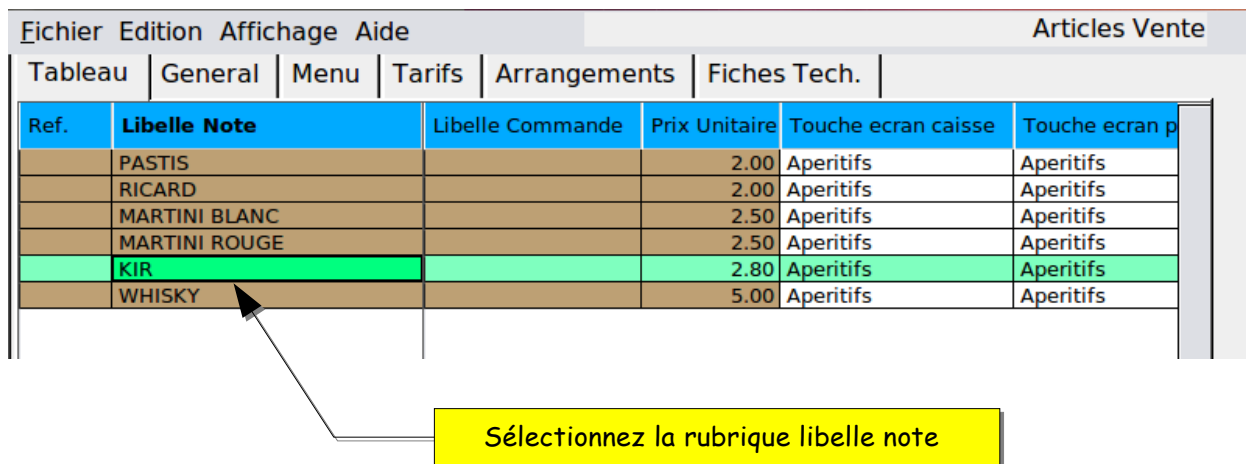 Fichier Edition Affichage Aide Articles Vente
Tableau General Menu Tarifs Arrangements Fiches Tech.
Ref. Libelle Note Libelle Commande Prix Unitaire Touche ecran caisse Touche ecran p
PASTIS 2.00 Aperitifs Aperitifs
RICARD 2.00 Aperitifs Aperitifs
MARTINI BLANC 2.50 Aperitifs Aperitifs
MARTINI ROUGE 2.50 Aperitifs Aperitifs
KIR 2.80 Aperitifs Aperitifs
WHISKY 5.00 Aperitifs Aperitifs
Sélectionnez la rubrique libelle note